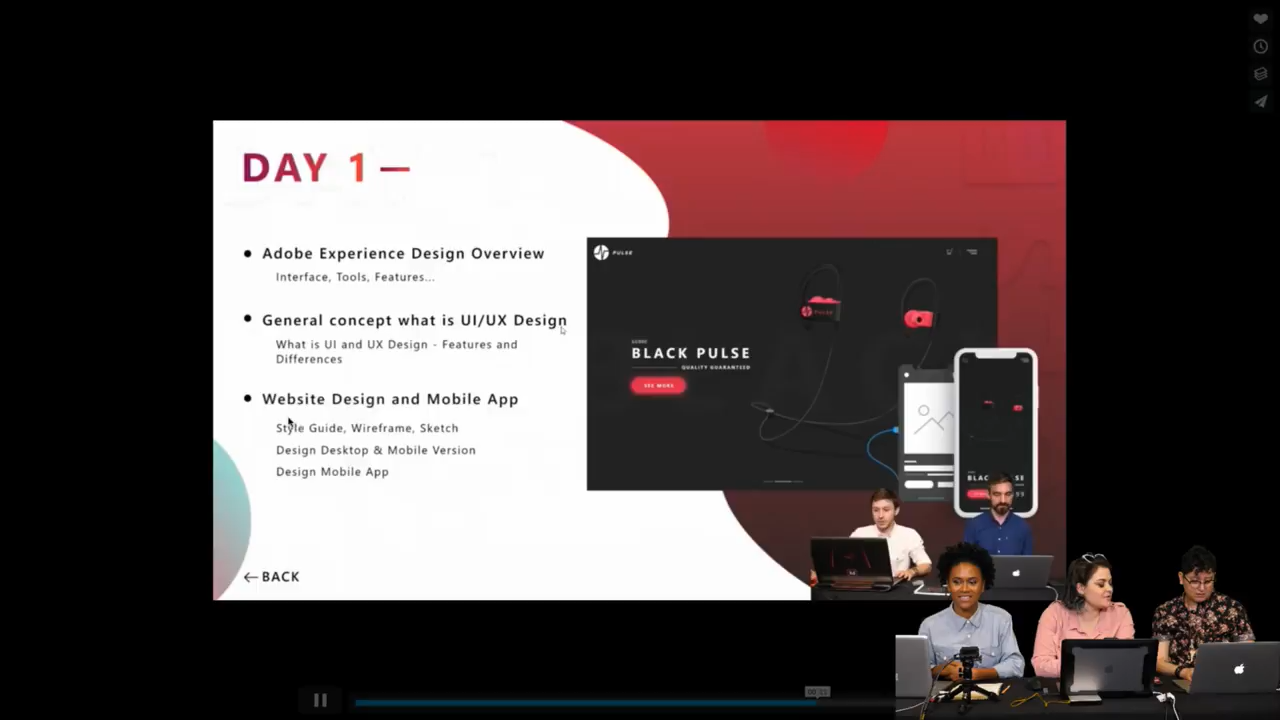 DAY 1
Adobe Experience Design Overview
Interface, Tools, Features...
General concept what is UI/UX Design
What is UI and UX Design - Features and
Differences
Website Design and Mobile App
Style Guide, Wireframe, Sketch
Design Desktop & Mobile Version
Design Mobile App
BACK
PULSE
PULSE
BLACK PULSE
QUALITY GUARANTEED
SEE MORE